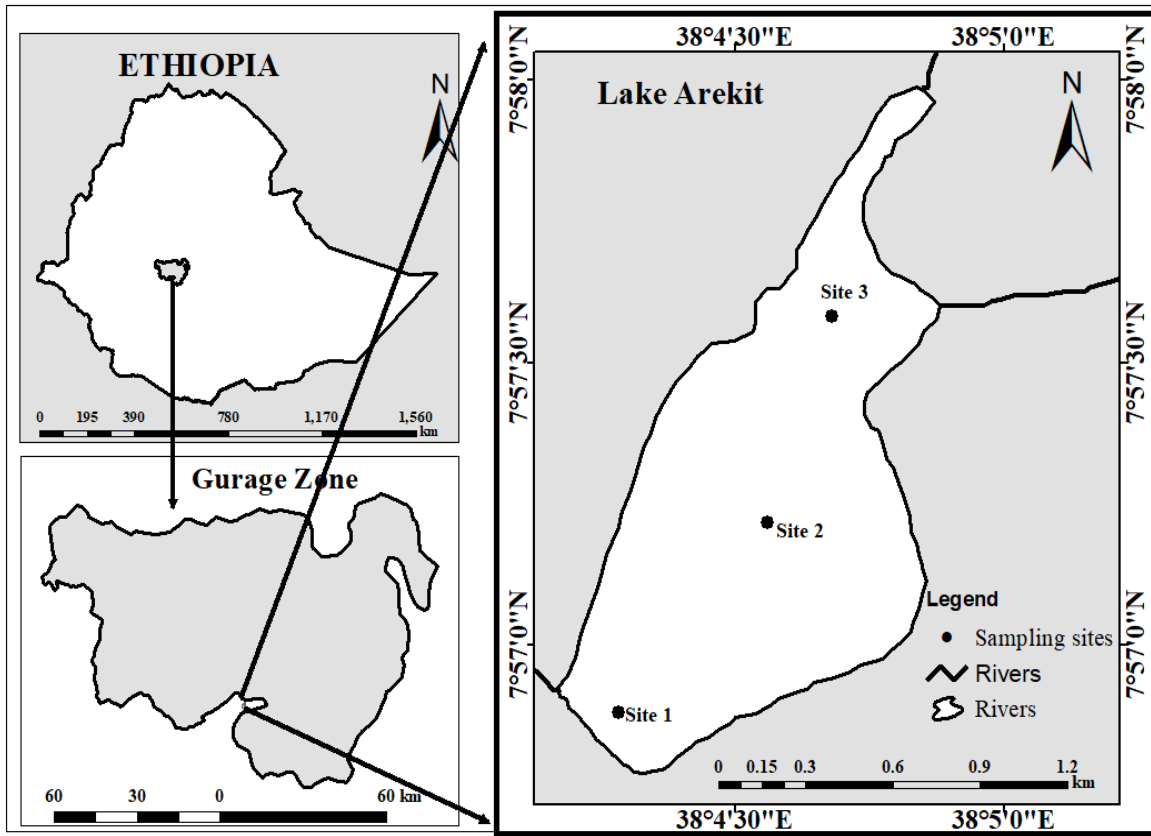 ETHIOPIA
N
0 195 390 780 1,170 1,560
km
Gurage Zone
60 30 0 60 km
38°4'30"E 38°5'0"E
Lake Arekit
N
7°58'0"N 7°58'0"N
Site 3
7°57'30"N 7°57'30"N
Site 2
Legend
Sampling sites
Rivers
Rivers
7°57'0"N 7°57'0"N
Site 1
0 0.15 0.3 0.6 0.9 1.2
km
38°4'30"E 38°5'0"E